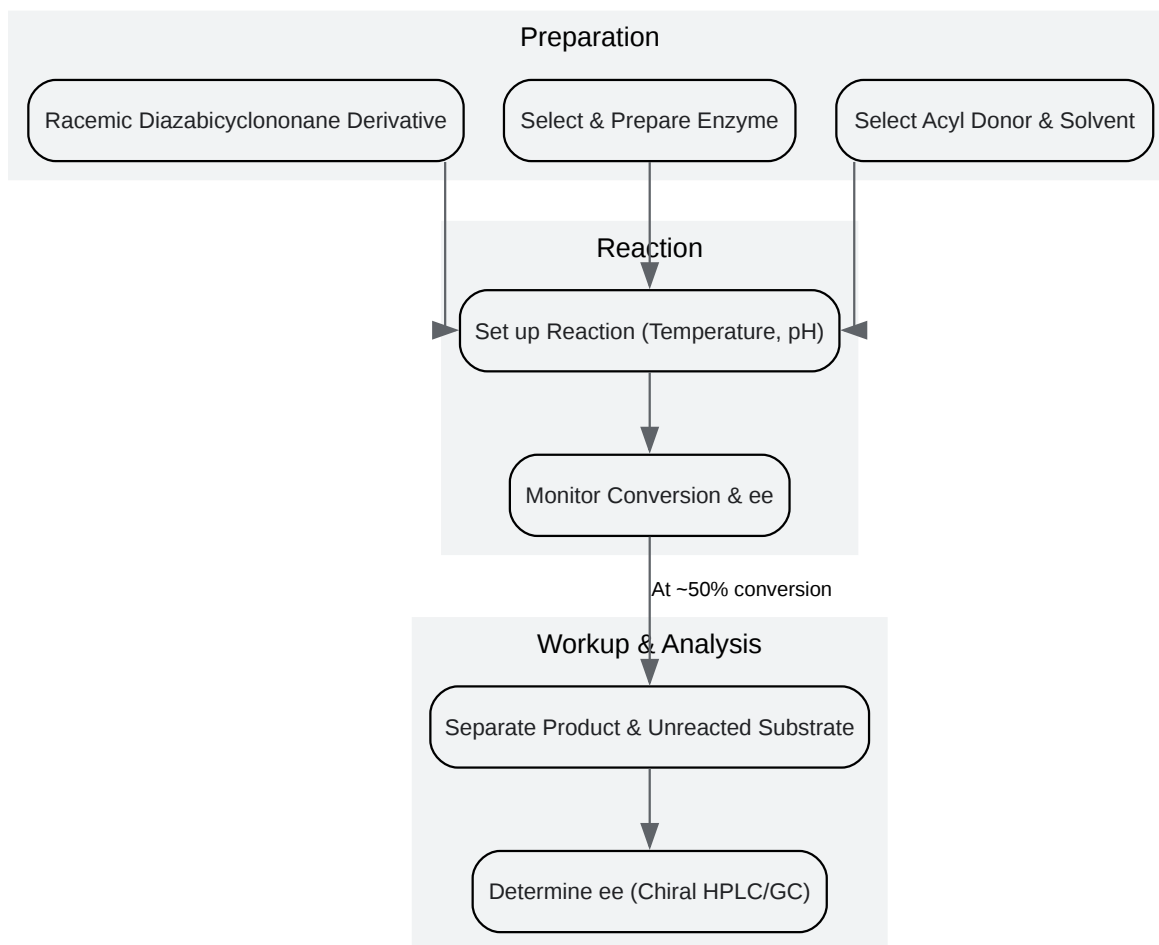 Preparation
Racemic Diazabicyclononane Derivative
Select & Prepare Enzyme
Select Acyl Donor & Solvent
Reaction
Set up Reaction (Temperature, pH)
Monitor Conversion & ee
At ~50% conversion
Workup & Analysis
Separate Product & Unreacted Substrate
Determine ee (Chiral HPLC/GC)